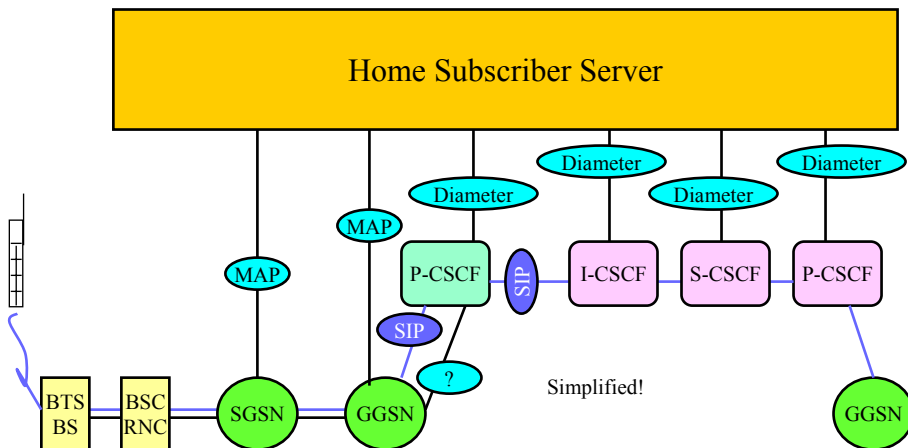 Home Subscriber Server
Diameter
Diameter
Diameter
Diameter
MAP
MAP
P-CSCF
SIP
I-CSCF
S-CSCF
P-CSCF
SIP
?
Simplified!
BTS
BS
BSC
RNC
SGSN
GGSN
GGSN